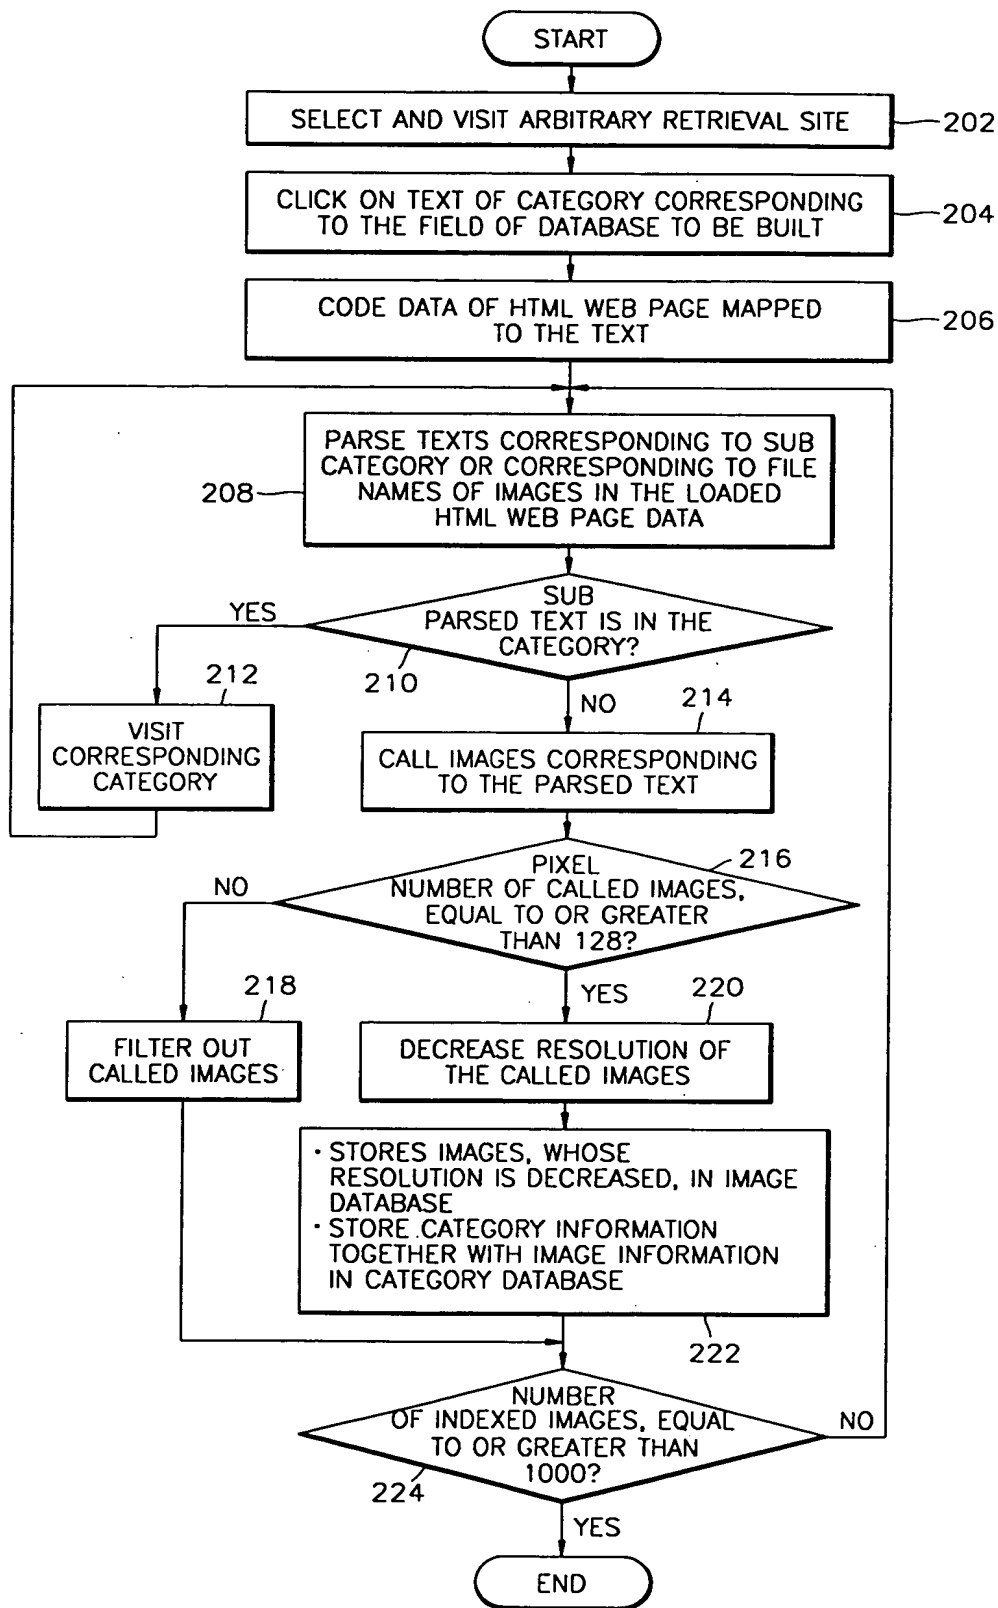 START
SELECT AND VISIT ARBITRARY RETRIEVAL SITE
202
CLICK ON TEXT OF CATEGORY CORRESPONDING
TO THE FIELD OF DATABASE TO BE BUILT
204
CODE DATA OF HTML WEB PAGE MAPPED
TO THE TEXT
206
PARSE TEXTS CORRESPONDING TO SUB
CATEGORY OR CORRESPONDING TO FILE
NAMES OF IMAGES IN THE LOADED
HTML WEB PAGE DATA
208
SUB
PARSED TEXT IS IN THE
CATEGORY?
YES
210
NO
212
VISIT
CORRESPONDING
CATEGORY
214
CALL IMAGES CORRESPONDING
TO THE PARSED TEXT
216
PIXEL
NUMBER OF CALLED IMAGES,
EQUAL TO OR GREATER
THAN 128?
NO
YES
218
FILTER OUT
CALLED IMAGES
220
DECREASE RESOLUTION OF
THE CALLED IMAGES
· STORES IMAGES, WHOSE
RESOLUTION IS DECREASED, IN IMAGE
DATABASE
· STORE CATEGORY INFORMATION
TOGETHER WITH IMAGE INFORMATION
IN CATEGORY DATABASE
222
NUMBER
OF INDEXED IMAGES, EQUAL
TO OR GREATER THAN
1000?
NO
224
YES
END